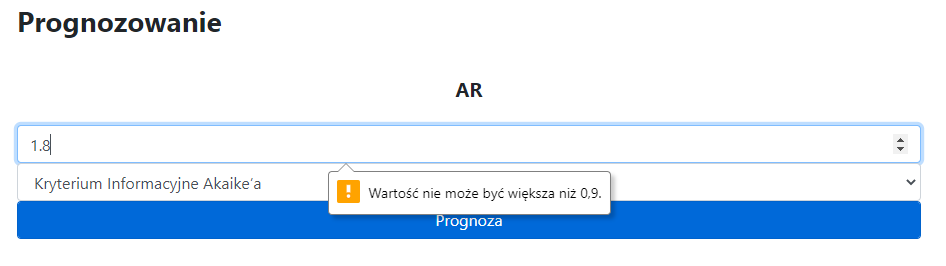 Prognozowanie
AR
1.8
Kryterium Informacyjne Akaike’a
Wartość nie może być większa niż 0,9.
Prognoza